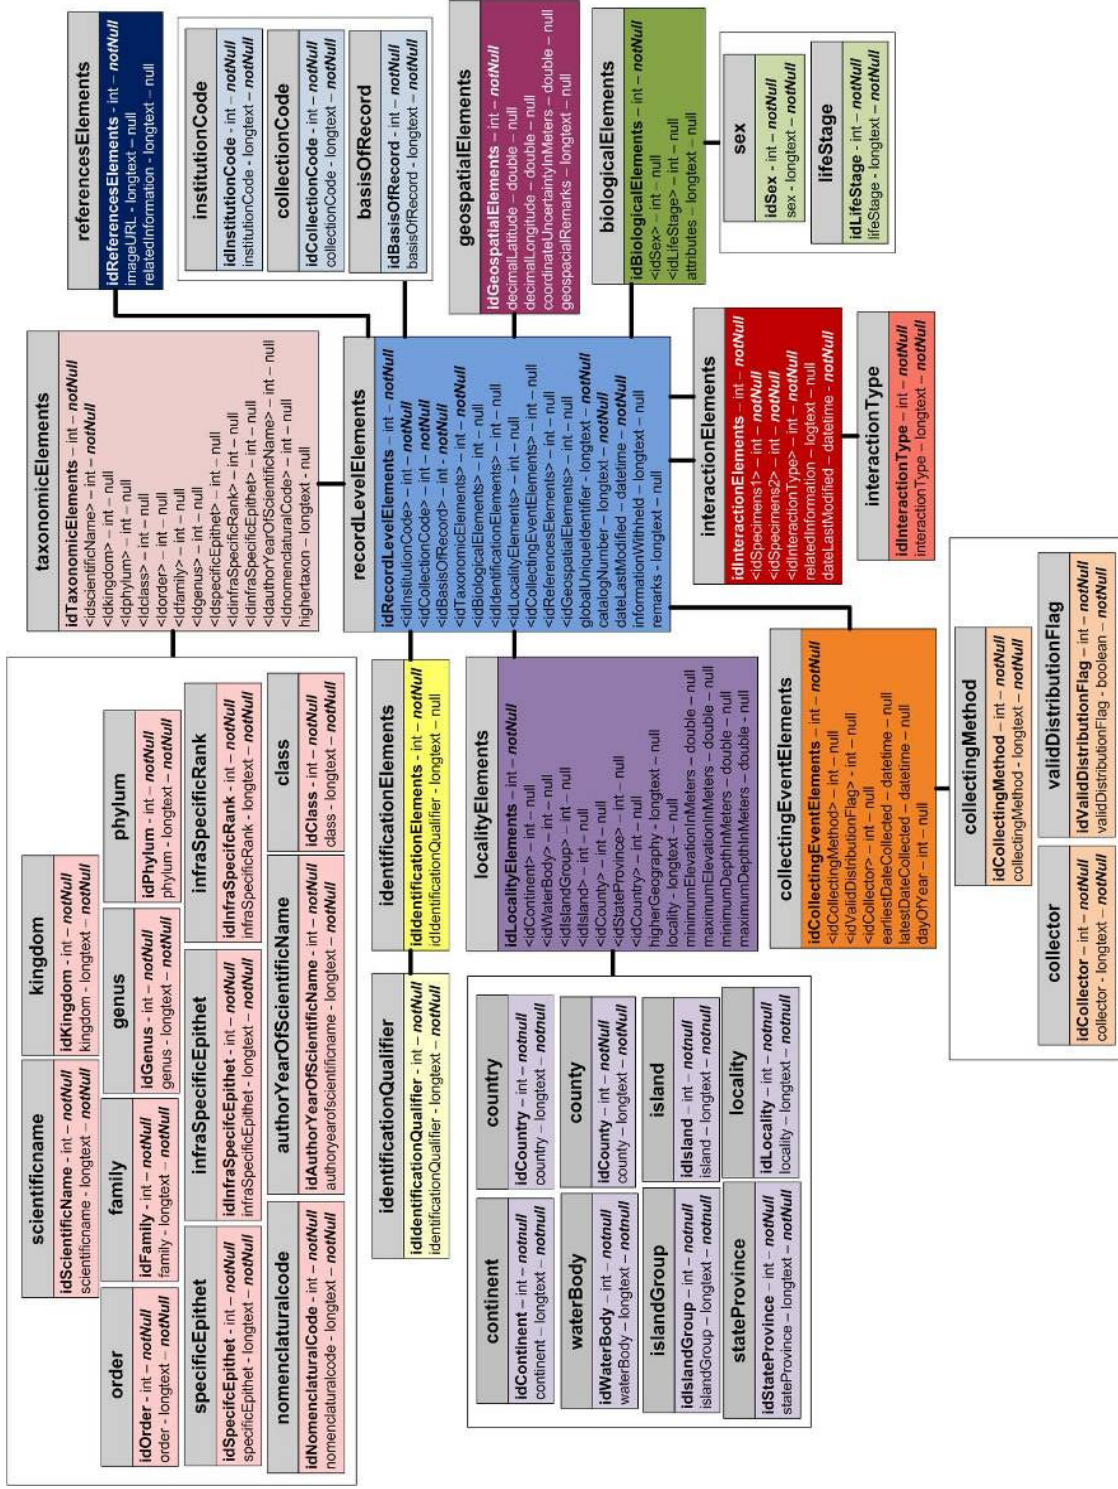 scientificname
idScientificName - int – notNull
scientificname - longtext – notNull
kingdom
idKingdom - int – notNull
kingdom - longtext – notNull
order
idOrder - int – notNull
order - longtext – notNull
family
idFamily - int – notNull
family - longtext – notNull
genus
idGenus - int – notNull
genus - longtext – notNull
phylum
idPhylum - int – notNull
phylum - longtext – notNull
specificEpithet
idSpecifcEpithet - int – notNull
specificEpithet - longtext – notNull
infraSpecificEpithet
idInfraSpecifcEpithet - int – notNull
infraSpecificEpithet - longtext – notNull
infraSpecificRank
idInfraSpecifcRank - int – notNull
infraSpecificRank - longtext – notNull
nomenclaturalcode
idNomenclaturalCode - int – notNull
nomenclaturalcode - longtext – notNull
authorYearOfScientificName
idAuthorYearOfScientificName - int – notNull
authoryearofscientificname - longtext – notNull
class
idClass - int – notNull
class - longtext – notNull
taxonomicElements
idTaxonomicElements – int – notNull
<idscientificName> – int – notNull
<idkingdom> – int – null
<idphylum> – int – null
<idclass> – int – null
<idorder> – int – null
<idfamily> – int – null
<idgenus> – int – null
<idspecificEpithet> – int – null
<idinfraSpecificRank> – int – null
<idinfraSpecificEpithet> – int – null
<idauthorYearOfScientificName> – int – null
<idnomenclaturalCode> – int – null
highertaxon – longtext - null
referencesElements
idReferencesElements - int – notNull
imageURL - longtext – null
relatedInformation - longtext – null
identificationQualifier
idIdentificationQualifier - int – notNull
identificationQualifier - longtext – notNull
identificationElements
idIdentificationElements - int – notNull
idIdentificationQualifier - longtext – null
recordLevelElements
idRecordLevelElements - int – notNull
<idInstitutionCode> - int – notNull
<idCollectionCode> - int – notNull
<idBasisOfRecord> - int – notNull
<idTaxonomicElements> - int – notNull
<idBiologicalElements> - int – null
<idIdentificationElements> - int – null
<idLocalityElements> - int – null
<idCollectingEventElements> - int – null
<idReferencesElements> - int – null
<idGeospatialElements> - int – null
globalUniqueIdentifier - longtext – notNull
catalogNumber – longtext – notNull
dateLastModified – datetime – notNull
informationWithheld – longtext – null
remarks – longtext – null
institutionCode
idInstitutionCode - int – notNull
institutionCode - longtext – notNull
collectionCode
idCollectionCode - int – notNull
collectionCode - longtext – notNull
basisOfRecord
idBasisOfRecord - int – notNull
basisOfRecord - longtext – notNull
continent
idContinent – int – notnull
continent – longtext – notnull
country
idCountry – int – notnull
country – longtext – notnull
waterBody
idWaterBody – int – notnull
waterBody – longtext – notnull
county
idCounty – int – notNull
county – longtext – notNull
islandGroup
idIslandGroup – int – notnull
islandGroup – longtext – notnull
island
idIsland – int – notnull
island – longtext – notnull
stateProvince
idStateProvince – int – notNull
stateProvince – longtext – notNull
locality
idLocality – int – notnull
locality – longtext – notnull
localityElements
idLocalityElements – int – notNull
<idContinent> – int – null
<idWaterBody> – int – null
<idIslandGroup> – int – null
<idIsland> – int – null
<idCounty> – int – null
<idStateProvince> – int – null
<idCountry> – int – null
higherGeography - longtext – null
locality - longtext – null
minimumElevationInMeters – double – null
maximumElevationInMeters – double – null
minimumDepthInMeters – double – null
maximumDepthInMeters – double - null
geospatialElements
idGeospatialElements – int – notNull
decimalLatitude – double – null
decimalLongitude – double – null
coordinateUncertaintyInMeters – double – null
geospacialRemarks – longtext – null
biologicalElements
idBiologicalElements – int – notNull
<idSex> – int – null
<idLifeStage> – int – null
attributes – longtext – null
sex
idSex - int – notNull
sex - longtext – notNull
lifeStage
idLifeStage - int – notNull
lifeStage - longtext – notNull
interactionElements
idInteractionElements – int – notNull
<idSpecimens1> – int – notNull
<idSpecimens2> – int – notNull
<idInteractionType> – int – notNull
relatedInformation – logtext – null
dateLastModified – datetime - notNull
interactionType
idInteractionType – int – notNull
interactionType – longtext – notNull
collectingEventElements
idCollectingEventElements – int – notNull
<idCollectingMethod> – int – null
<idValidDistributionFlag> - int – null
<idCollector> – int – null
earliestDateCollected – datetime – null
latestDateCollected – datetime – null
dayOfYear – int – null
collectingMethod
idCollectingMethod – int – notNull
collectingMethod - longtext – notNull
collector
idCollector – int – notNull
collector - longtext – notNull
validDistributionFlag
idValidDistributionFlag – int – notNull
validDistributionFlag - boolean – notNull